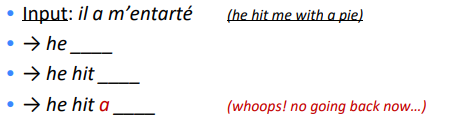 • Input: il a m’entarté (he hit me with a pie)
• → he ____
• → he hit ____
• → he hit a ____ (whoops! no going back now…)